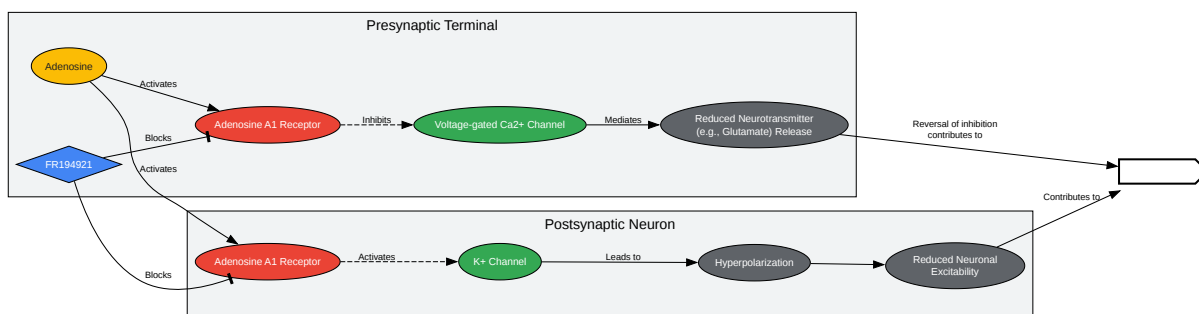 Presynaptic Terminal
Adenosine
Activates
Adenosine A1 Receptor
Inhibits
Voltage-gated Ca2+ Channel
Mediates
Reduced Neurotransmitter
(e.g., Glutamate) Release
Reversal of inhibition
contributes to
Blocks
FR194921
Activates
Contributes to
Postsynaptic Neuron
Adenosine A1 Receptor
Activates
K+ Channel
Leads to
Hyperpolarization
Reduced Neuronal
Excitability
Blocks